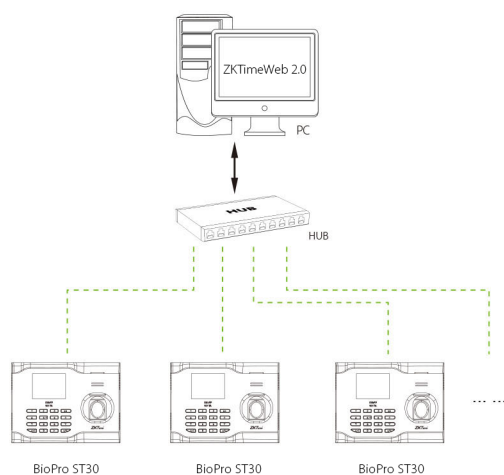 ZKTimeWeb 2.0
PC
HUB
HUB
BioPro ST30
BioPro ST30
BioPro ST30
... ...